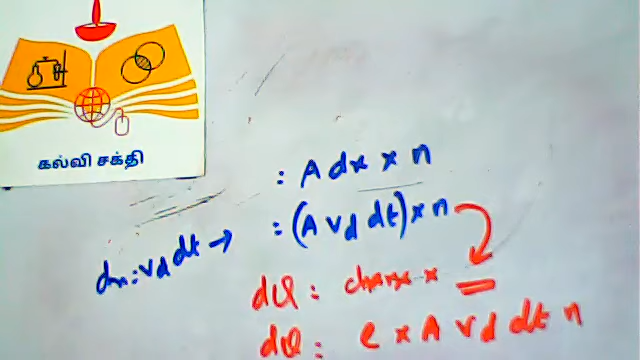 கல்வி சக்தி
: A dx x n
dx : vd dt → : (A vd dt) x n
dQ : charge x
dQ : e x A vd dt n